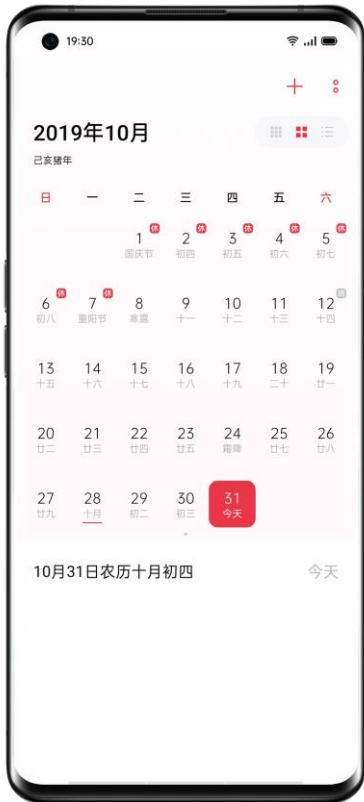 19:30
2019年10月
己亥猪年
日 一 二 三 四 五 六
1 休 2 休 3 休 4 休 5 休
国庆节 初四 初五 初六 初七
6 休 7 休 8 9 10 11 12 班
初八 重阳节 寒露 十一 十二 十三 十四
13 14 15 16 17 18 19
十五 十六 十七 十八 十九 二十 廿一
20 21 22 23 24 25 26
廿二 廿三 廿四 廿五 霜降 廿七 廿八
27 28 29 30 31
廿九 十月 初二 初三 今天
10月31日农历十月初四 今天